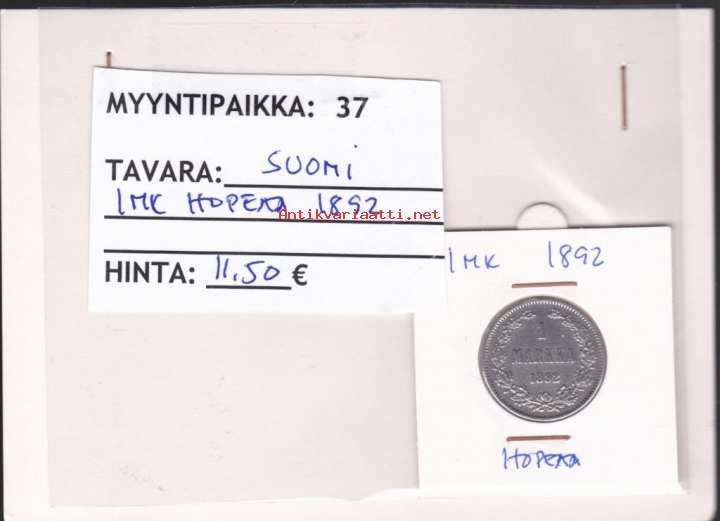 MYYNTIPAIKKA: 37
TAVARA: SUOMI
1MK HOPEAA 1892
Antikvariaatti.net
HINTA: 11.50 €
1MK 1892
1
MARKKA
1892
HOPEAA